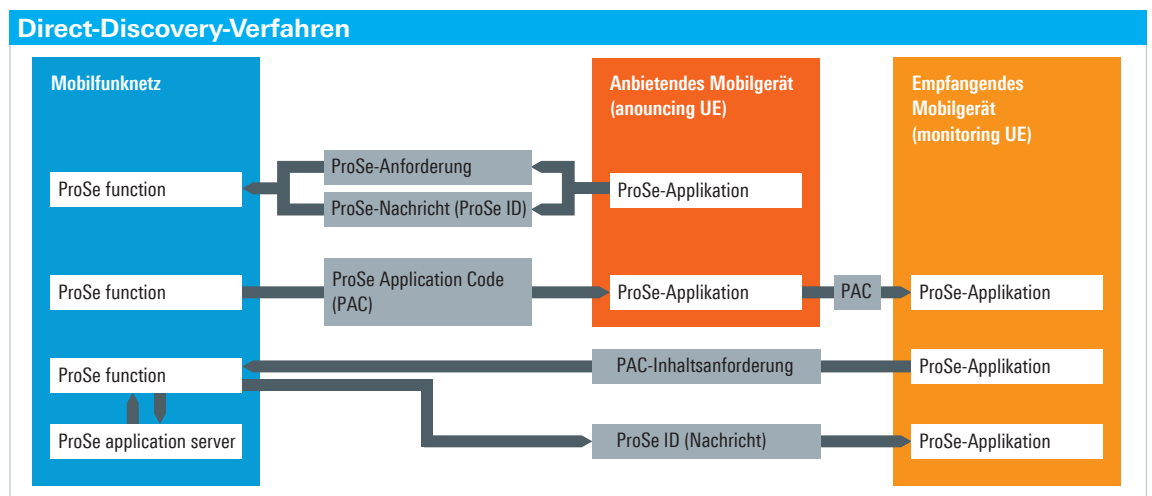 Direct-Discovery-Verfahren
Mobilfunknetz
Anbietendes Mobilgerät
(anouncing UE)
Empfangendes
Mobilgerät
(monitoring UE)
ProSe function
ProSe-Anforderung
ProSe-Nachricht (ProSe ID)
ProSe-Applikation
ProSe function
ProSe Application Code
(PAC)
ProSe-Applikation
PAC
ProSe-Applikation
ProSe function
PAC-Inhaltsanforderung
ProSe-Applikation
ProSe application server
ProSe ID (Nachricht)
ProSe-Applikation